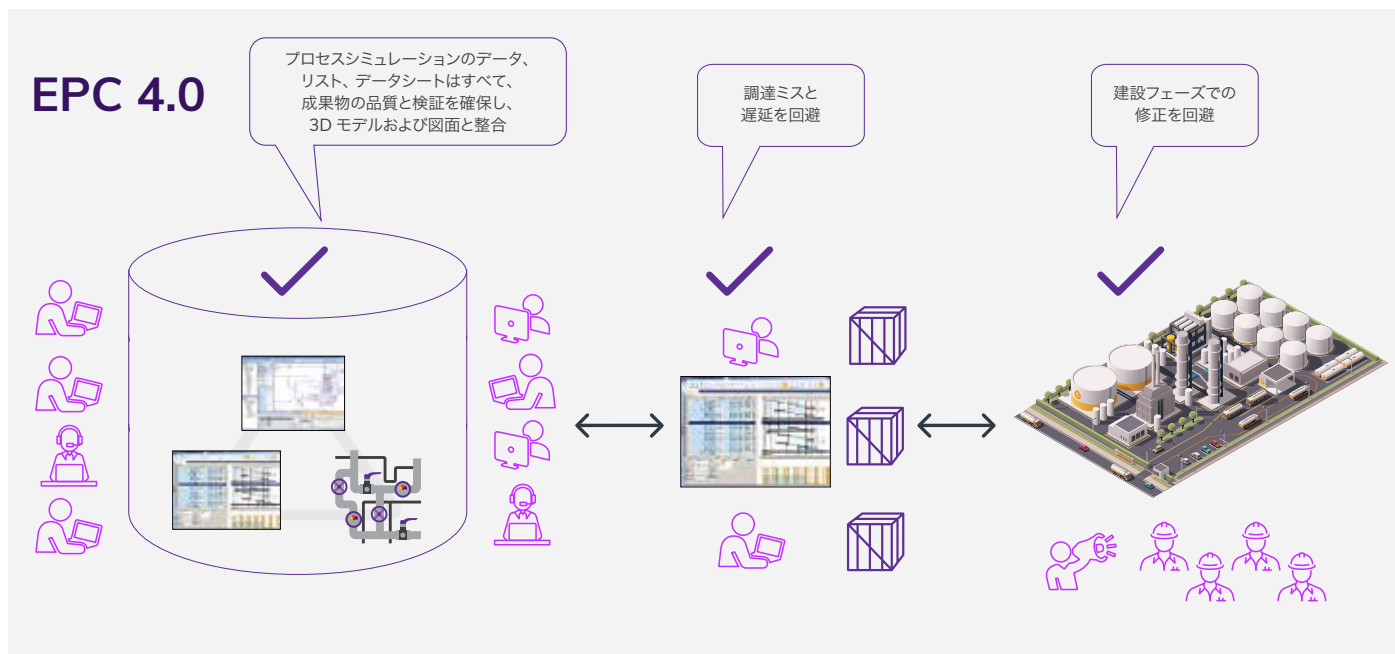 EPC 4.0
プロセスシミュレーションのデータ、
リスト、データシートはすべて、
成果物の品質と検証を確保し、
3D モデルおよび図面と整合
調達ミスと
遅延を回避
建設フェーズでの
修正を回避